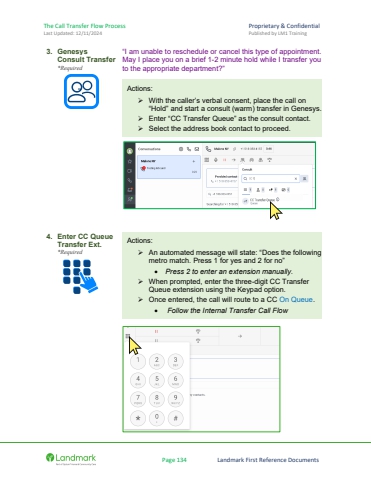 The Call Transfer Flow Process
Proprietary & Confidential
Last Updated: 12/11/2024
Published by LAH Training
3. Genesys Consult Transfer
*Required
"I am unable to reschedule or cancel this type of appointment.
May I place you on a brief 1-2 minute hold while I transfer you
to the appropriate department?"
Actions:
➢ With the caller's verbal consent, place the call on
"Hold" and start a consult (warm) transfer in Genesys.
➢ Enter "CC Transfer Queue" as the consult contact.
➢ Select the address book contact to proceed.
Conversations
Consult
CC Transfer Queue
4. Enter CC Queue
Transfer Ext.
*Required
Actions:
➢ An automated message will state: "Does the following
metro match. Press 1 for yes and 2 for no"
• Press 2 to enter an extension manually.
➢ When prompted, enter the three-digit CC Transfer
Queue extension using the Keypad option.
➢ Once entered, the call will route to a CC On Queue.
• Follow the Internal Transfer Call Flow
1 2 3
4 5 6
7 8 9
* 0 #
Landmark
Page 134
Landmark First Reference Documents